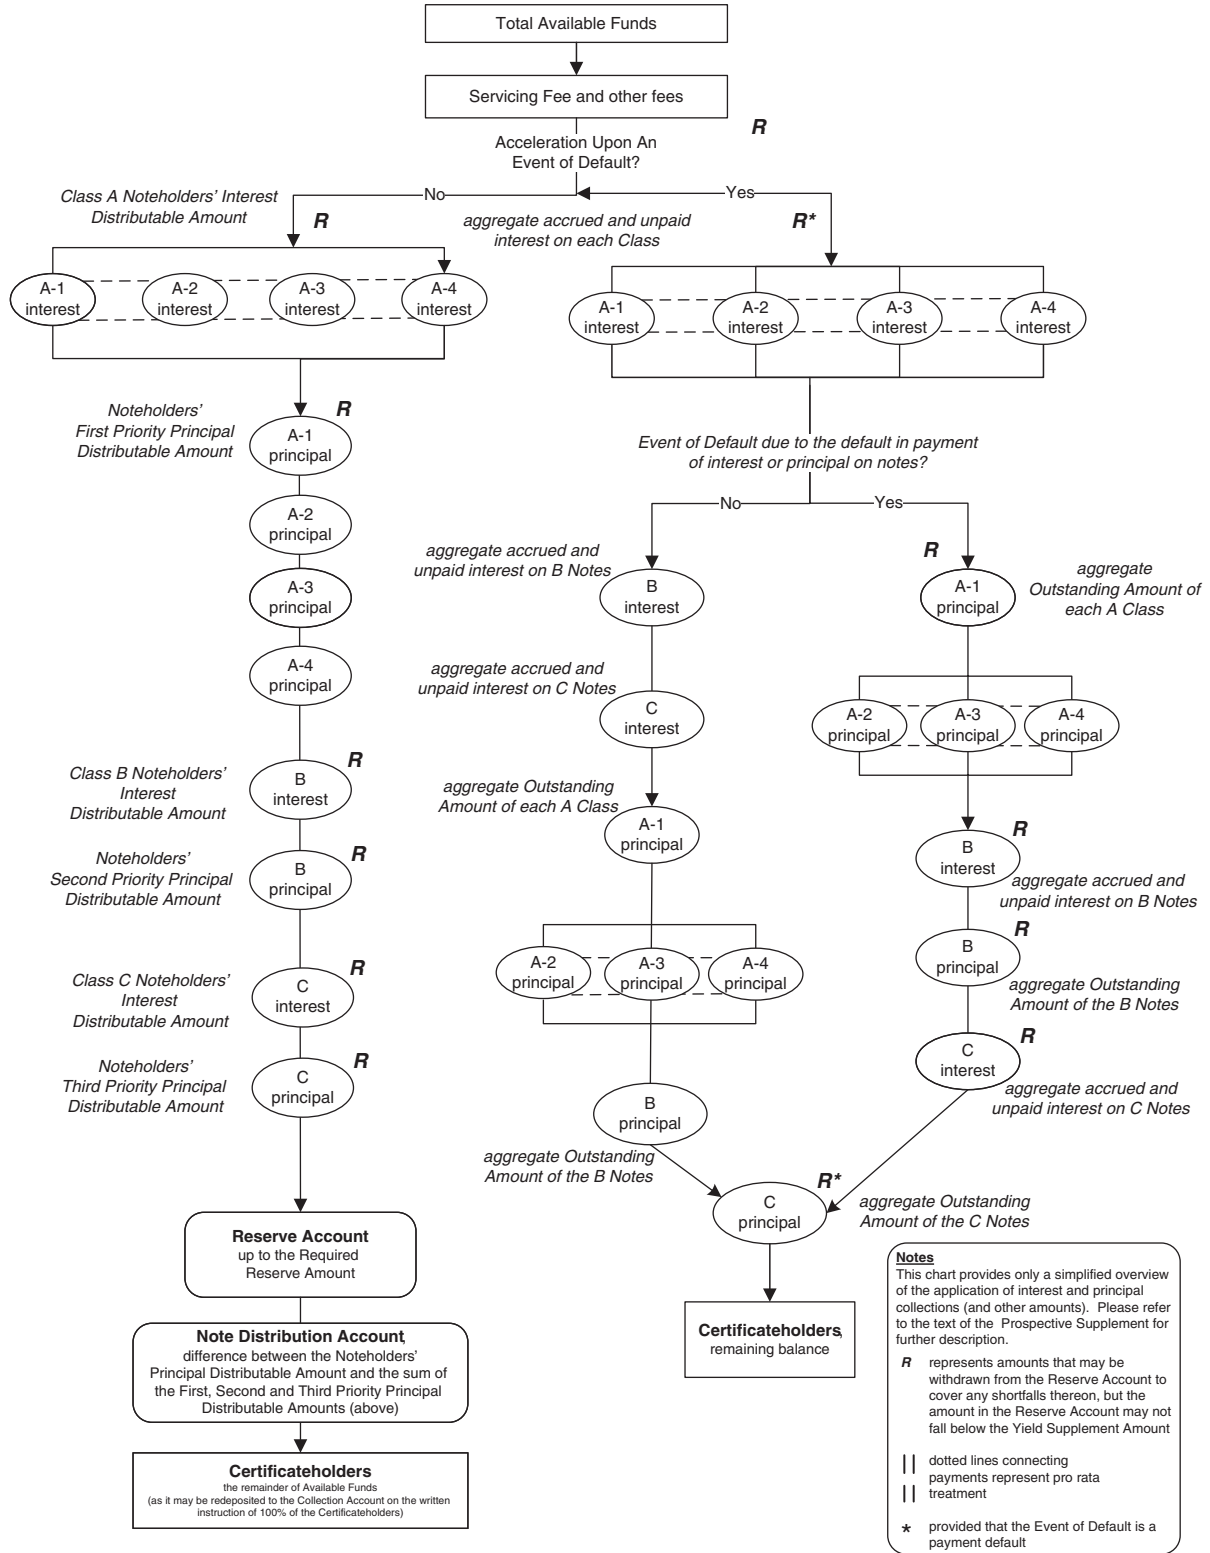 Total Available Funds
Servicing Fee and other fees
R
Acceleration Upon An
Event of Default?
No
Yes
Class A Noteholders' Interest
Distributable Amount
R
aggregate accrued and unpaid
interest on each Class
R*
A-1
interest
A-2
interest
A-3
interest
A-4
interest
A-1
interest
A-2
interest
A-3
interest
A-4
interest
Noteholders'
First Priority Principal
Distributable Amount
R
A-1
principal
A-2
principal
A-3
principal
A-4
principal
Class B Noteholders'
Interest
Distributable Amount
R
B
interest
Noteholders'
Second Priority Principal
Distributable Amount
R
B
principal
Class C Noteholders'
Interest
Distributable Amount
R
C
interest
Noteholders'
Third Priority Principal
Distributable Amount
R
C
principal
Reserve Account
up to the Required
Reserve Amount
Note Distribution Account,
difference between the Noteholders'
Principal Distributable Amount and the sum of
the First, Second and Third Priority Principal
Distributable Amounts (above)
Certificateholders
the remainder of Available Funds
(as it may be redeposited to the Collection Account on the written
instruction of 100% of the Certificateholders)
Event of Default due to the default in payment
of interest or principal on notes?
No
Yes
aggregate accrued and
unpaid interest on B Notes
B
interest
aggregate accrued and
unpaid interest on C Notes
C
interest
aggregate Outstanding
Amount of each A Class
A-1
principal
A-2
principal
A-3
principal
A-4
principal
B
principal
aggregate Outstanding
Amount of the B Notes
R
A-1
principal
aggregate
Outstanding Amount of
each A Class
A-2
principal
A-3
principal
A-4
principal
R
B
interest
aggregate accrued and
unpaid interest on B Notes
R
B
principal
aggregate Outstanding
Amount of the B Notes
R
C
interest
aggregate accrued and
unpaid interest on C Notes
R*
C
principal
aggregate Outstanding
Amount of the C Notes
Certificateholders,
remaining balance
Notes
This chart provides only a simplified overview
of the application of interest and principal
collections (and other amounts). Please refer
to the text of the Prospective Supplement for
further description.
R represents amounts that may be
withdrawn from the Reserve Account to
cover any shortfalls thereon, but the
amount in the Reserve Account may not
fall below the Yield Supplement Amount
dotted lines connecting
payments represent pro rata
treatment
* provided that the Event of Default is a
payment default